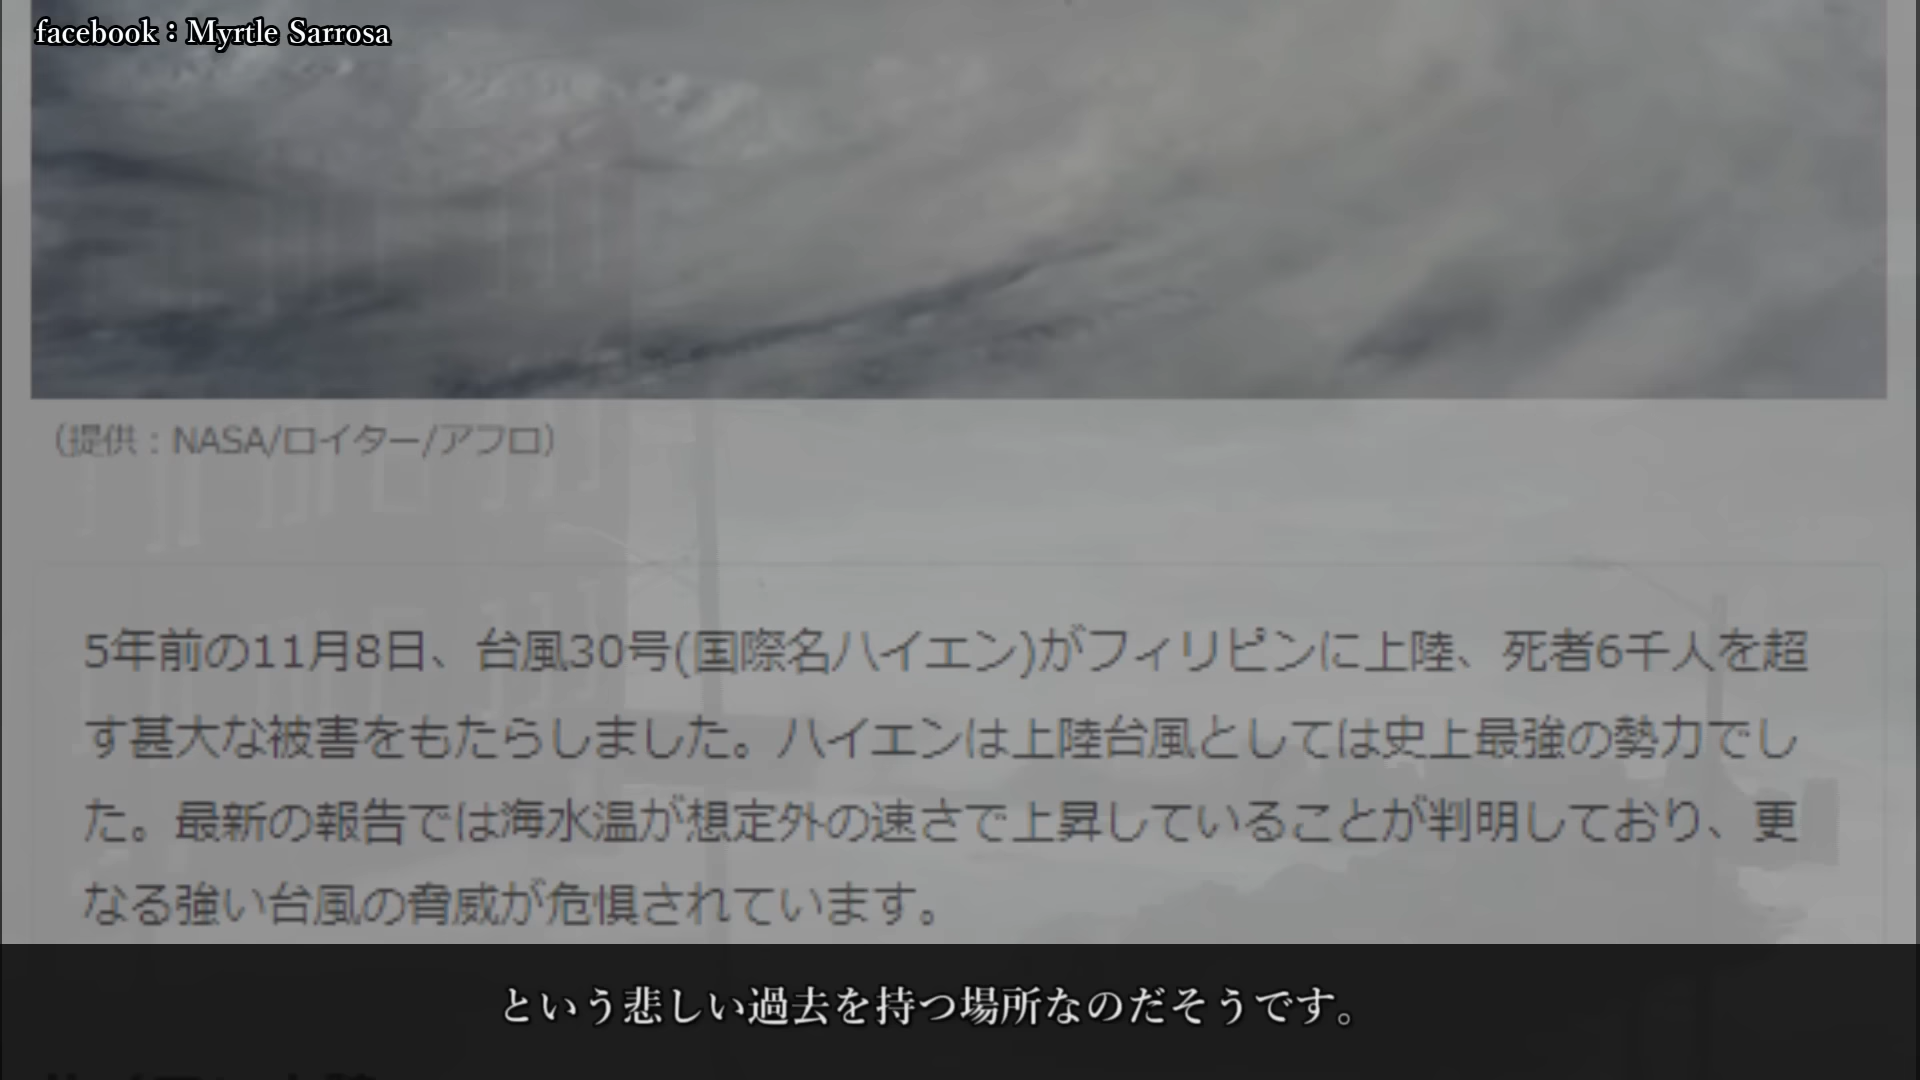 facebook：Myrtle Sarrosa
（提供：NASA/ロイター/アフロ）
5年前の11月8日、台風30号(国際名ハイエン)がフィリピンに上陸、死者6千人を超
す甚大な被害をもたらしました。ハイエンは上陸台風としては史上最強の勢力でし
た。最新の報告では海水温が想定外の速さで上昇していることが判明しており、更
なる強い台風の脅威が危惧されています。
という悲しい過去を持つ場所なのだそうです。